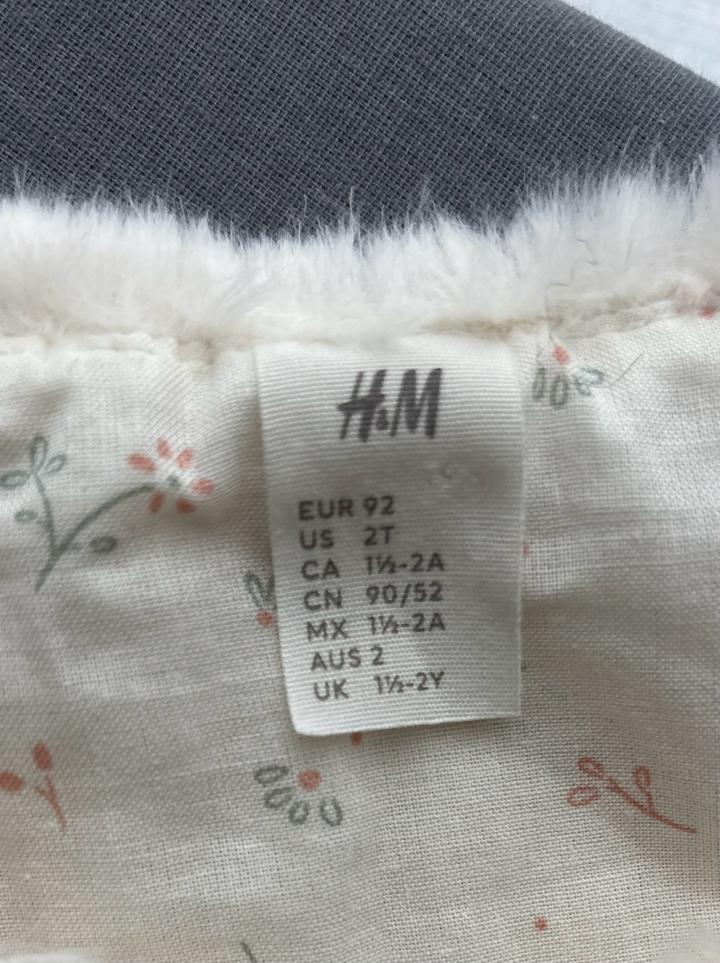 H&M
EUR 92
US 2T
CA 1½-2A
CN 90/52
MX 1½-2A
AUS 2
UK 1½-2Y